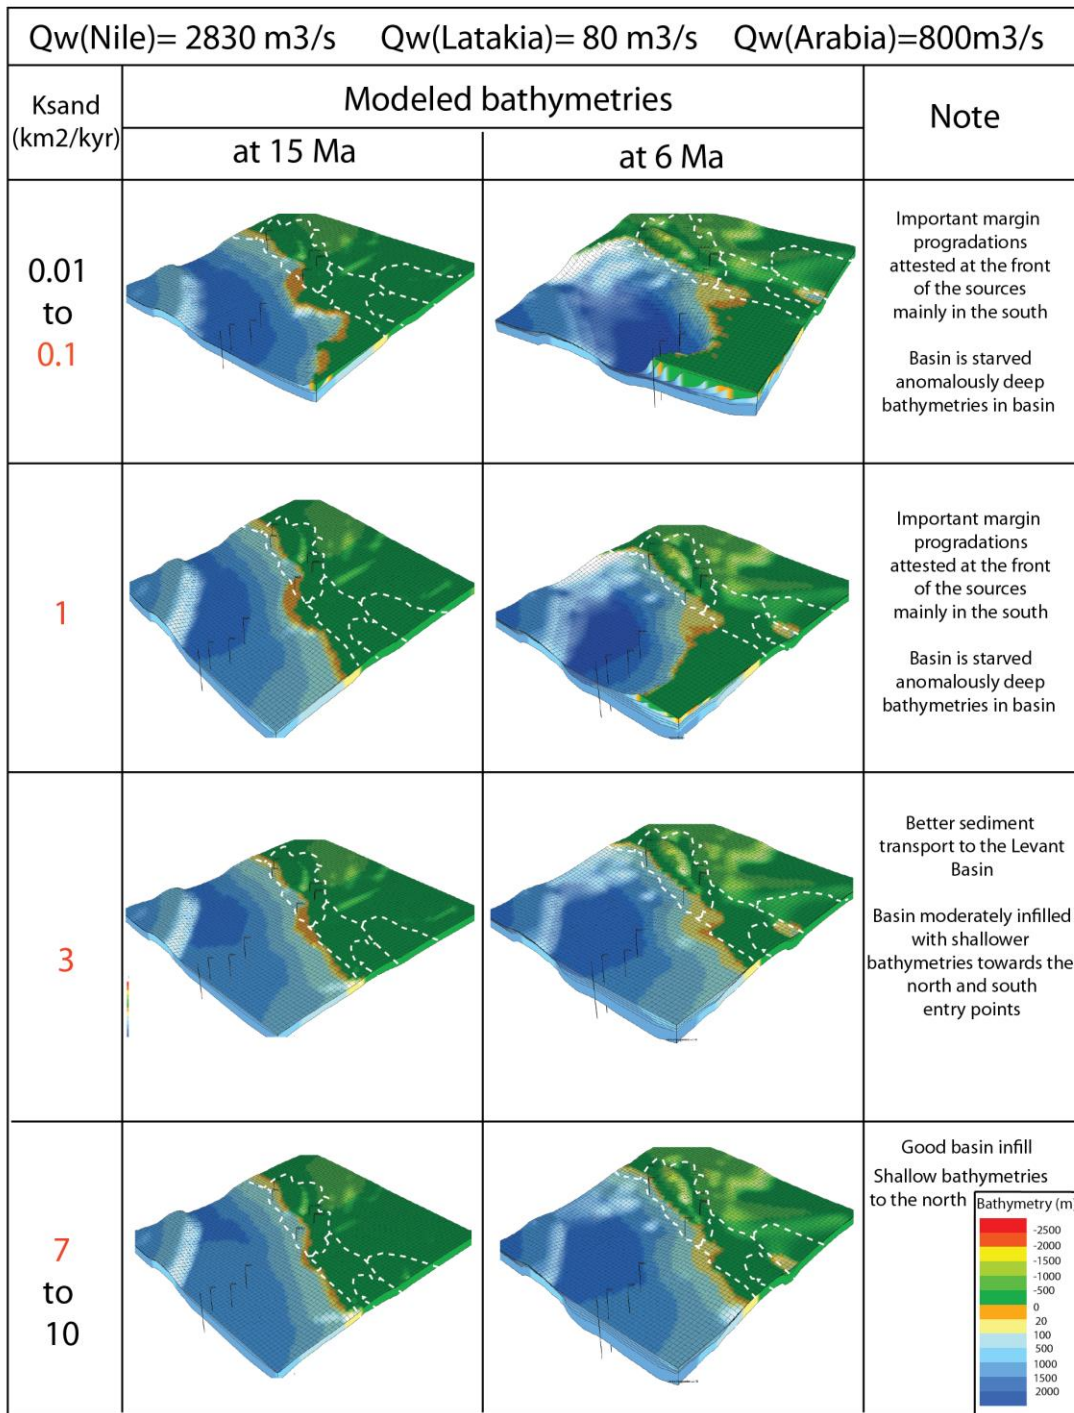 Qw(Nile)= 2830 m3/s Qw(Latakia)= 80 m3/s Qw(Arabia)=800m3/s
Ksand
(km2/kyr)
Modeled bathymetries
Note
at 15 Ma
at 6 Ma
0.01
to
0.1
Important margin
progradations
attested at the front
of the sources
mainly in the south
Basin is starved
anomalously deep
bathymetries in basin
1
Important margin
progradations
attested at the front
of the sources
mainly in the south
Basin is starved
anomalously deep
bathymetries in basin
3
Better sediment
transport to the Levant
Basin
Basin moderately infilled
with shallower
bathymetries towards the
north and south
entry points
7
to
10
Good basin infill
Shallow bathymetries
to the north
Bathymetry (m)
-2500
-2000
-1500
-1000
-500
0
20
100
500
1000
1500
2000